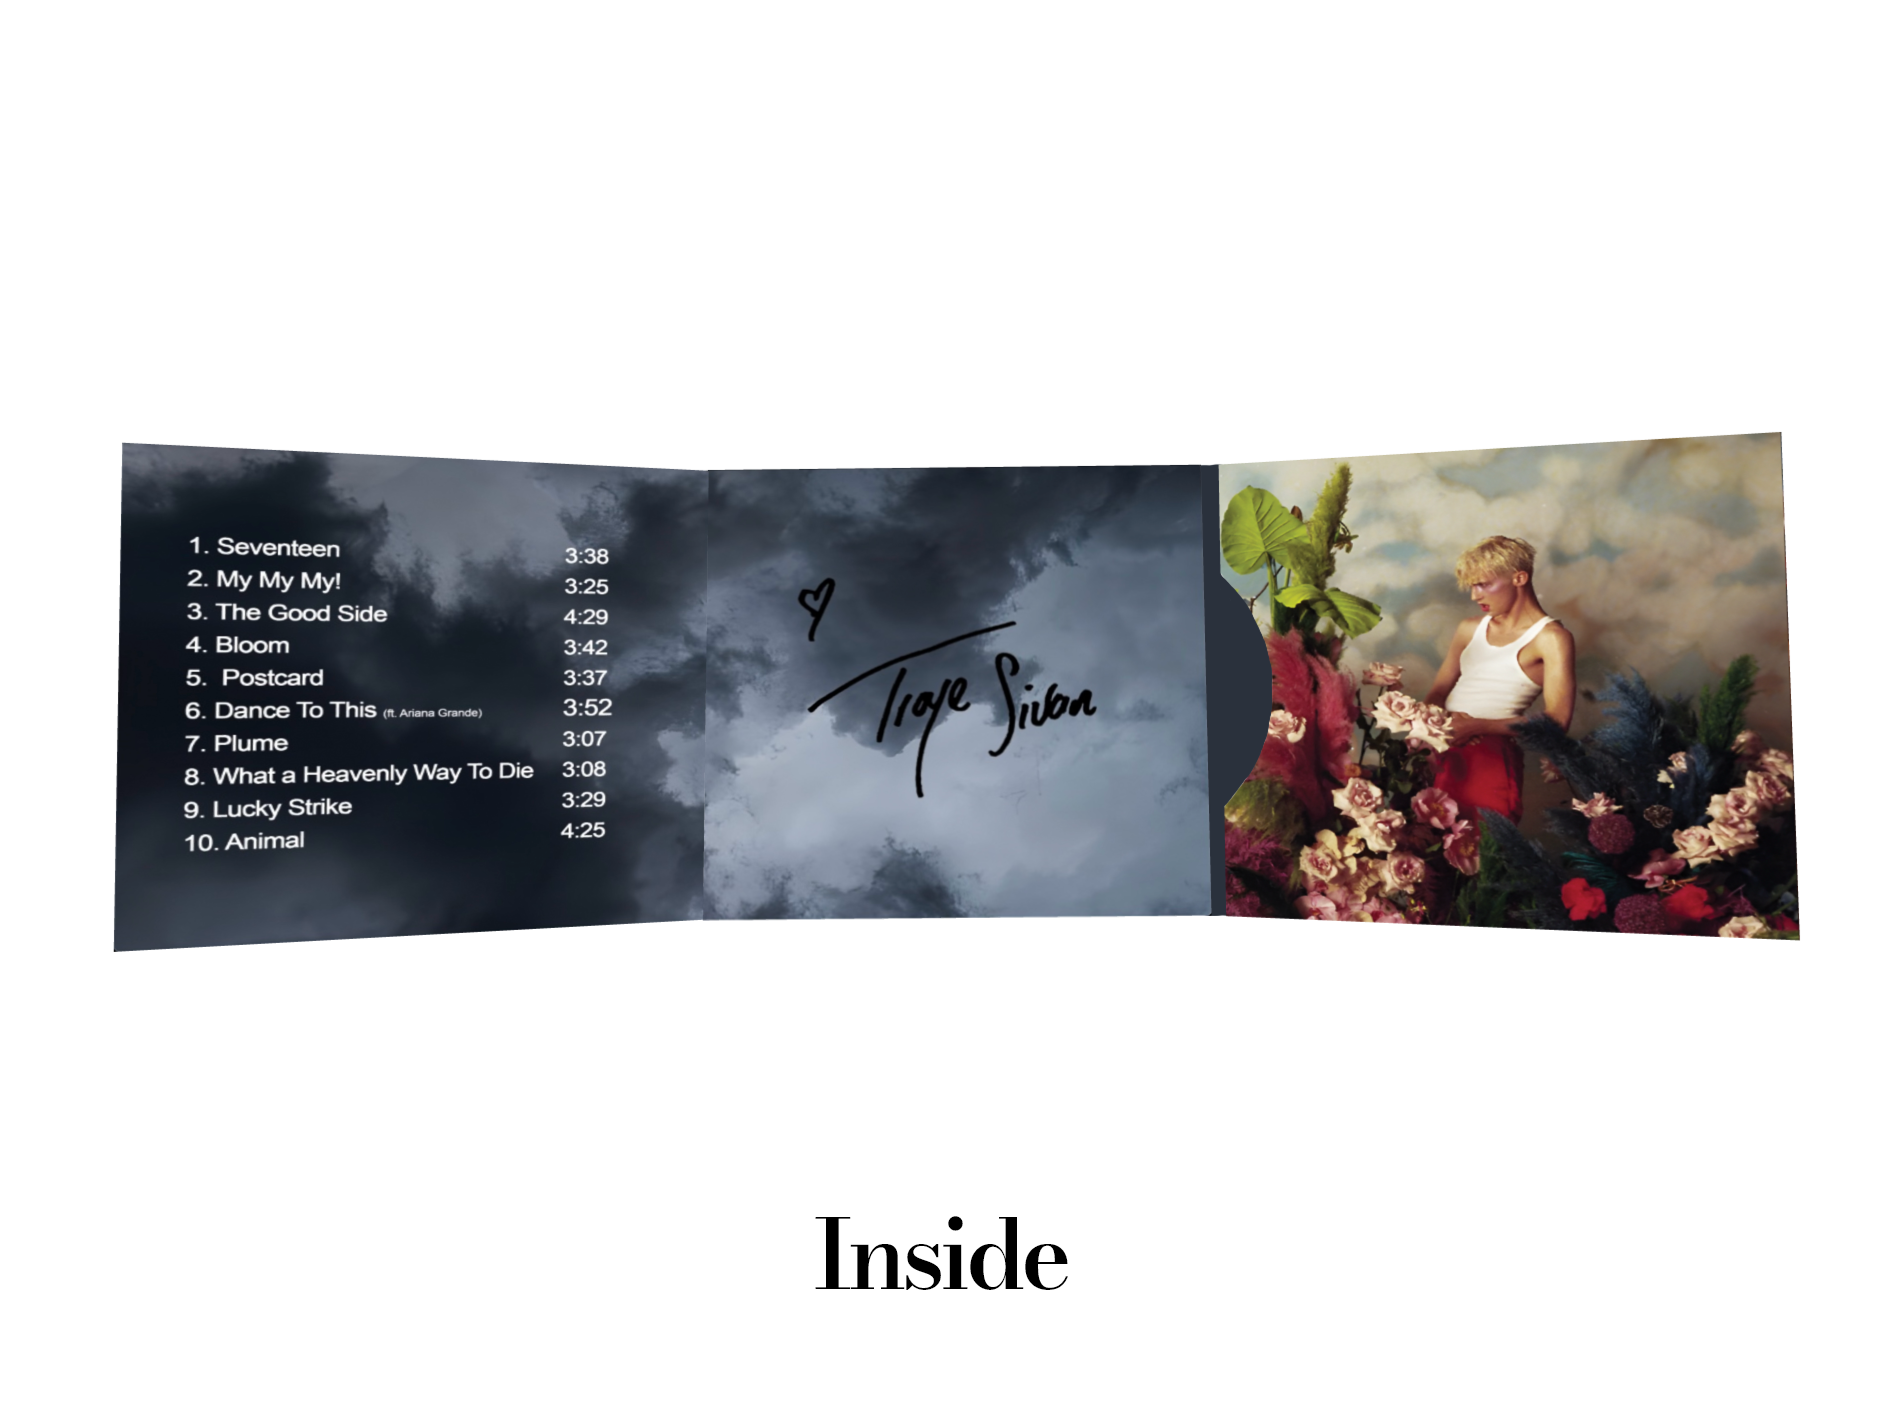 1. Seventeen 3:38
2. My My My! 3:25
3. The Good Side 4:29
4. Bloom 3:42
5. Postcard 3:37
6. Dance To This (ft. Ariana Grande) 3:52
7. Plume 3:07
8. What a Heavenly Way To Die 3:08
9. Lucky Strike 3:29
10. Animal 4:25
Troye Sivan
Inside